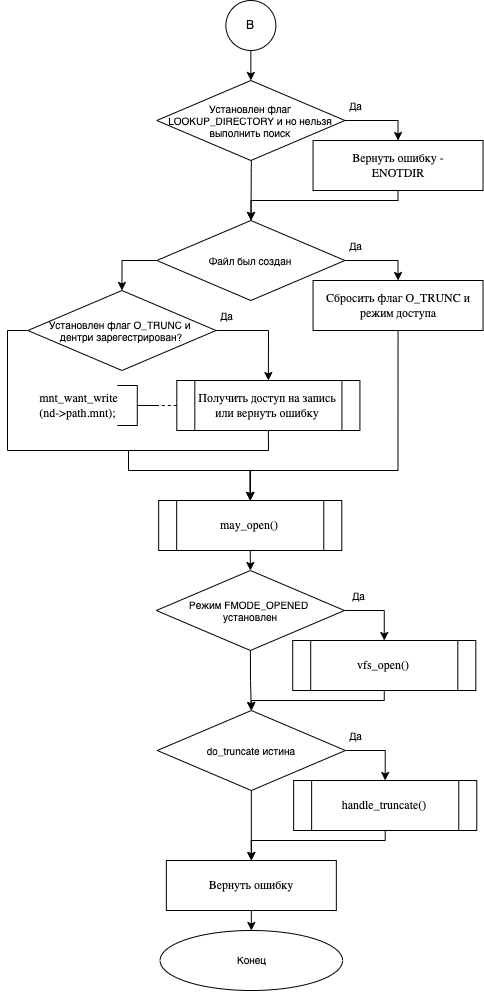 B
Установлен флаг
LOOKUP_DIRECTORY и но нельзя
выполнить поиск
Да
Вернуть ошибку -
ENOTDIR
Файл был создан
Да
Сбросить флаг O_TRUNC и
режим доступа
Установлен флаг O_TRUNC и
дентри зарегестрирован?
Да
mnt_want_write
(nd->path.mnt);
Получить доступ на запись
или вернуть ошибку
may_open()
Режим FMODE_OPENED
установлен
Да
vfs_open()
do_truncate истина
Да
handle_truncate()
Вернуть ошибку
Конец